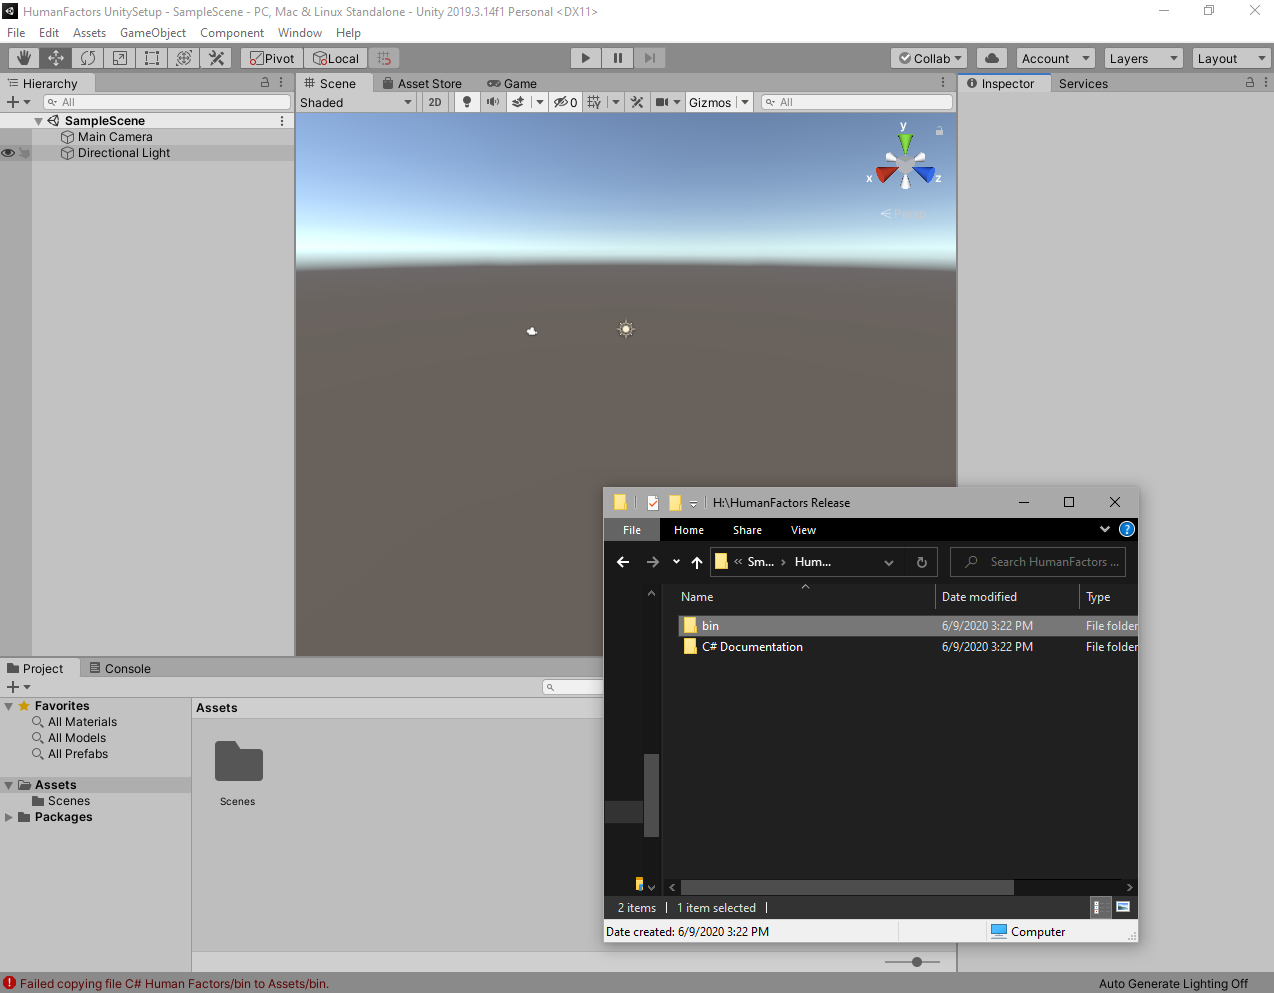 HumanFactors UnitySetup - SampleScene - PC, Mac & Linux Standalone - Unity 2019.3.14f1 Personal <DX11>
File Edit Assets GameObject Component Window Help
Pivot Local Collab Account Layers Layout
Hierarchy
All
SampleScene
Main Camera
Directional Light
Scene Asset Store Game
Shaded 2D 0 Gizmos All
y
x z
Persp
Inspector Services
H:\HumanFactors Release
File Home Share View
Sm... Hum... Search HumanFactors ...
Name Date modified Type
bin 6/9/2020 3:22 PM File folder
C# Documentation 6/9/2020 3:22 PM File folder
2 items 1 item selected
Date created: 6/9/2020 3:22 PM Computer
Project Console
Favorites
All Materials
All Models
All Prefabs
Assets
Scenes
Packages
Assets
Scenes
Failed copying file C# Human Factors/bin to Assets/bin.
Auto Generate Lighting Off